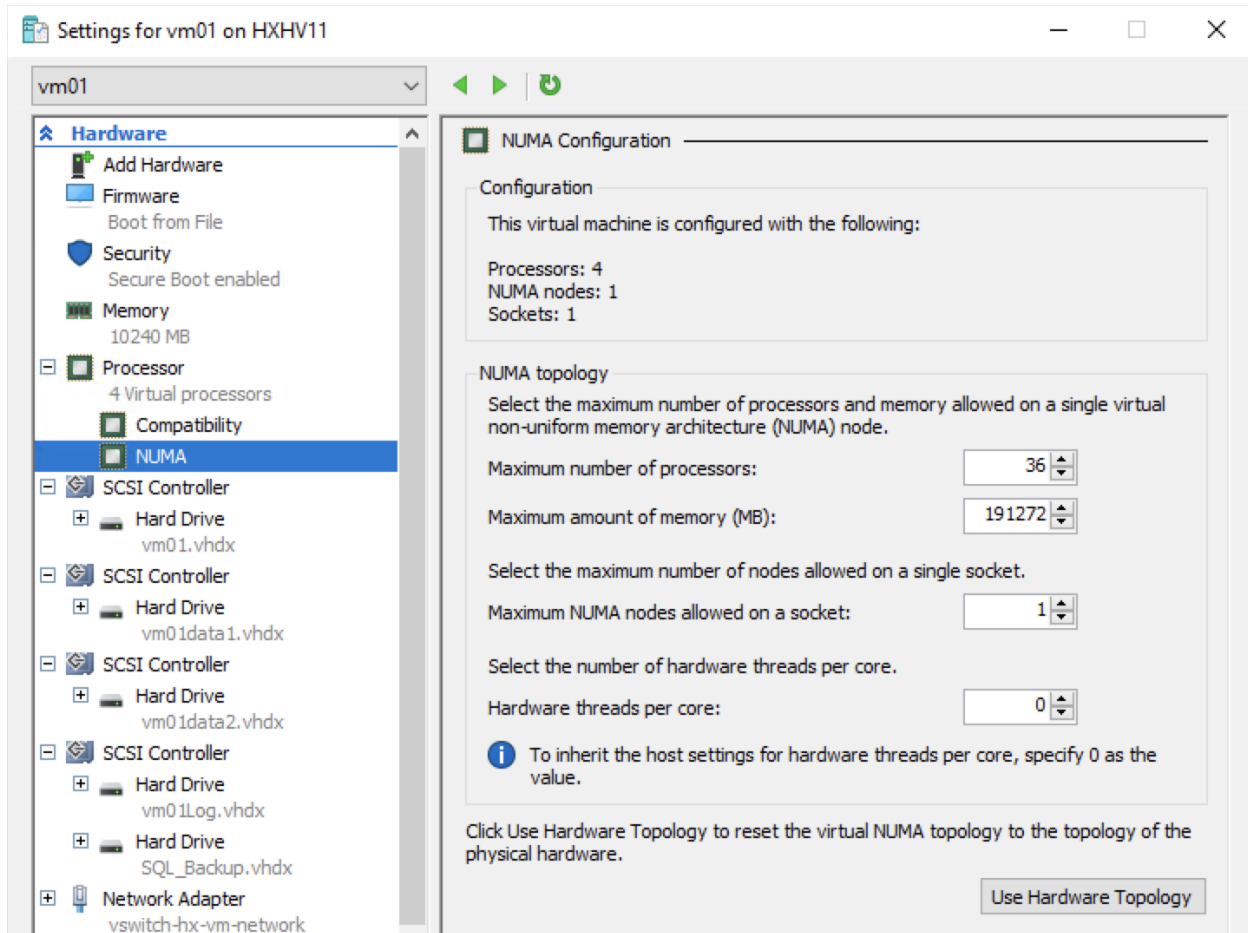 Settings for vm01 on HXHV11
vm01
Hardware
Add Hardware
Firmware
Boot from File
Security
Secure Boot enabled
Memory
10240 MB
Processor
4 Virtual processors
Compatibility
NUMA
SCSI Controller
Hard Drive
vm01.vhdx
SCSI Controller
Hard Drive
vm01data1.vhdx
SCSI Controller
Hard Drive
vm01data2.vhdx
SCSI Controller
Hard Drive
vm01Log.vhdx
Hard Drive
SQL_Backup.vhdx
Network Adapter
vswitch-hx-vm-network
NUMA Configuration
Configuration
This virtual machine is configured with the following:
Processors: 4
NUMA nodes: 1
Sockets: 1
NUMA topology
Select the maximum number of processors and memory allowed on a single virtual
non-uniform memory architecture (NUMA) node.
Maximum number of processors: 36
Maximum amount of memory (MB): 191272
Select the maximum number of nodes allowed on a single socket.
Maximum NUMA nodes allowed on a socket: 1
Select the number of hardware threads per core.
Hardware threads per core: 0
To inherit the host settings for hardware threads per core, specify 0 as the
value.
Click Use Hardware Topology to reset the virtual NUMA topology to the topology of the
physical hardware.
Use Hardware Topology